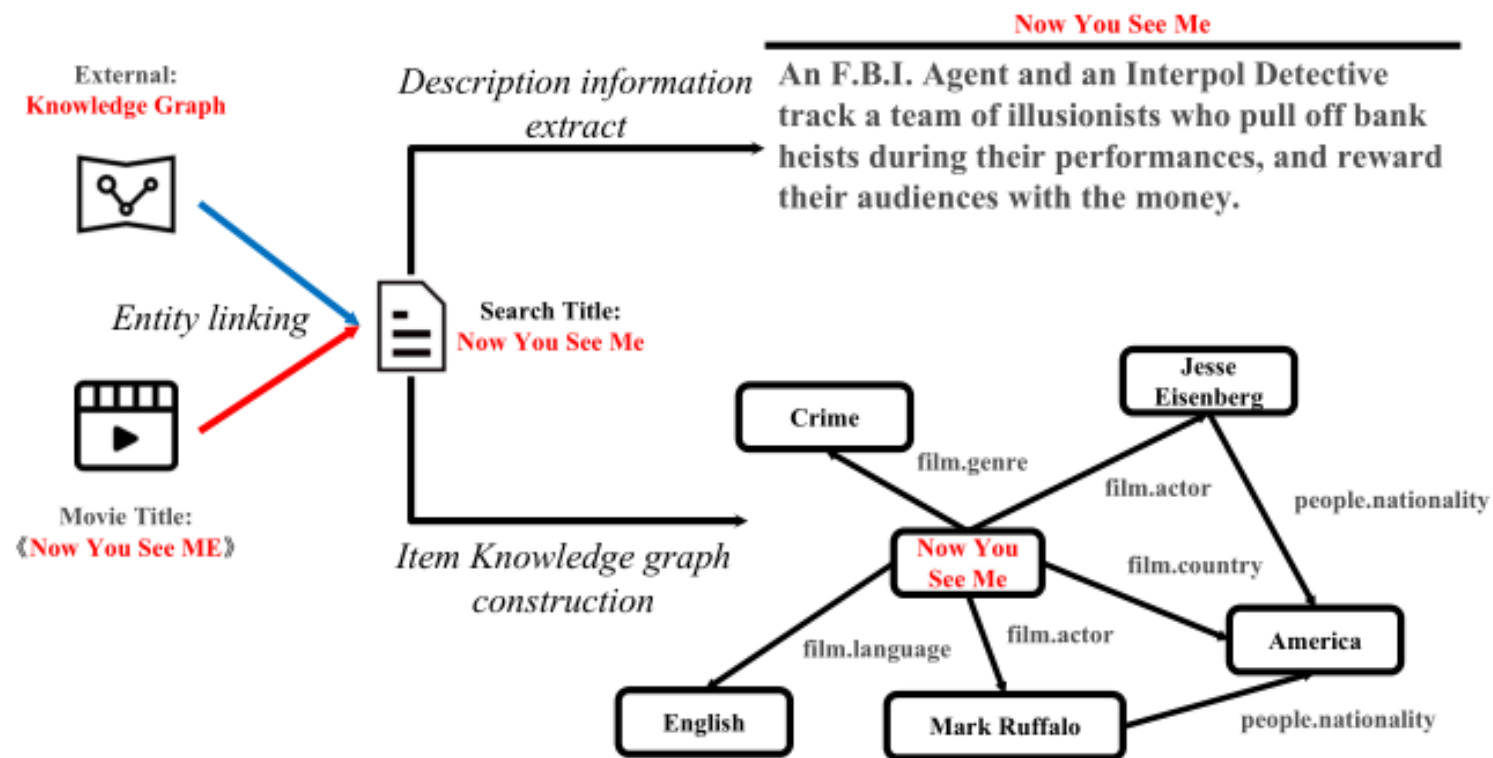 Now You See Me
An F.B.I. Agent and an Interpol Detective
track a team of illusionists who pull off bank
heists during their performances, and reward
their audiences with the money.
External:
Knowledge Graph
Description information
extract
Entity linking
Search Title:
Now You See Me
Movie Title:
《Now You See ME》
Item Knowledge graph
construction
Jesse
Eisenberg
Crime
film.genre
film.actor
people.nationality
Now You
See Me
film.country
film.language
film.actor
America
English
Mark Ruffalo
people.nationality